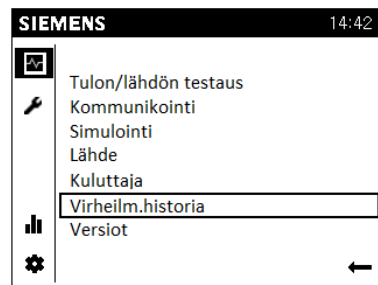 SIEMENS 14:42
Tulon/lähdön testaus
Kommunikointi
Simulointi
Lähde
Kuluttaja
Virheilm.historia
Versiot